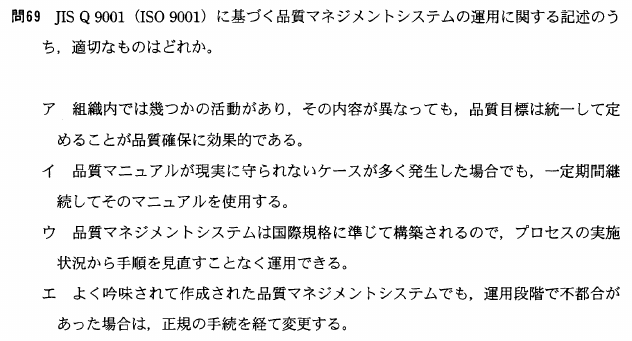 問69 JIS Q 9001（ISO 9001）に基づく品質マネジメントシステムの運用に関する記述のう
ち，適切なものはどれか。
ア 組織内では幾つかの活動があり，その内容が異なっても，品質目標は統一して定
めることが品質確保に効果的である。
イ 品質マニュアルが現実に守られないケースが多く発生した場合でも，一定期間継
続してそのマニュアルを使用する。
ウ 品質マネジメントシステムは国際規格に準じて構築されるので，プロセスの実施
状況から手順を見直すことなく運用できる。
エ よく吟味されて作成された品質マネジメントシステムでも，運用段階で不都合が
あった場合は，正規の手続を経て変更する。